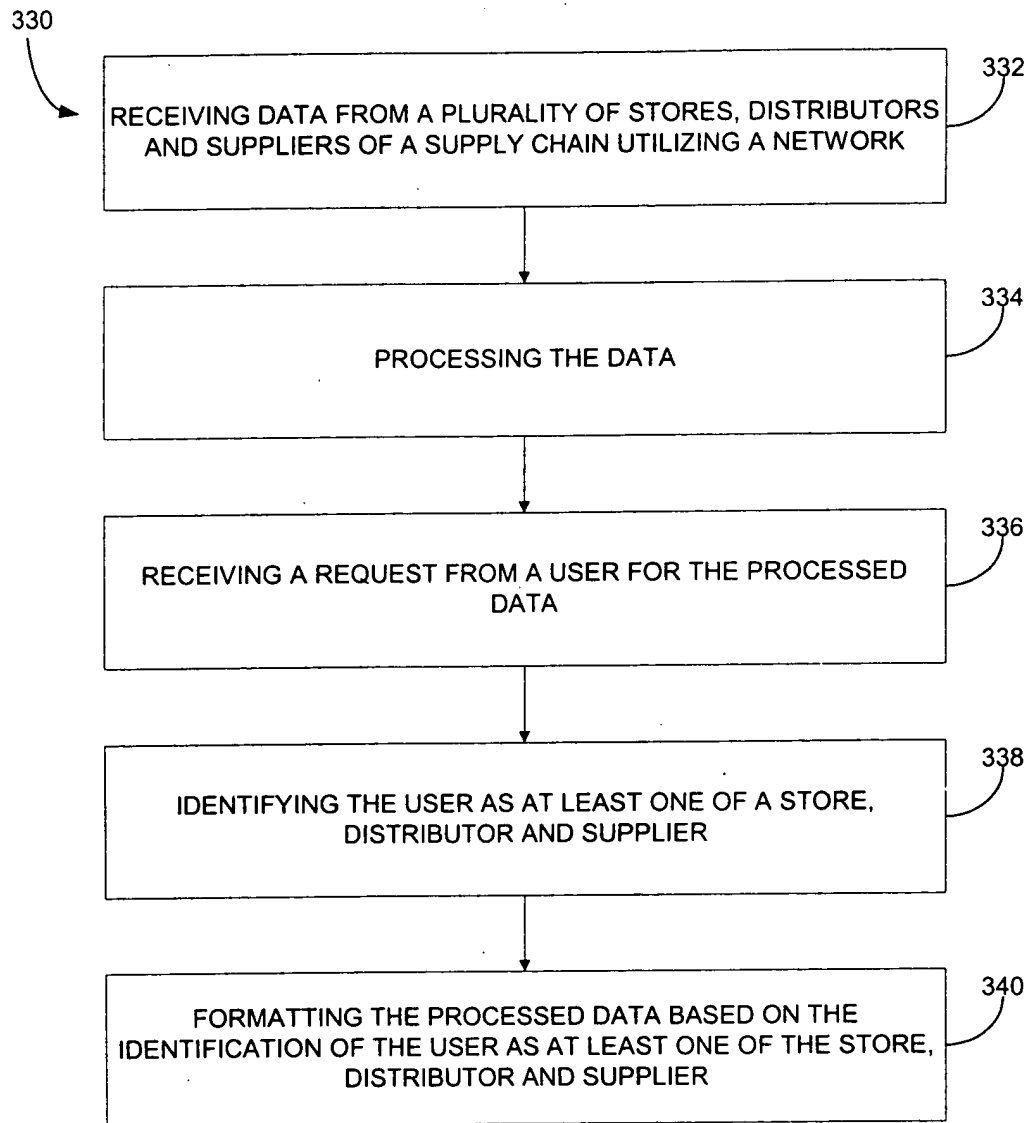 330
332
RECEIVING DATA FROM A PLURALITY OF STORES, DISTRIBUTORS
AND SUPPLIERS OF A SUPPLY CHAIN UTILIZING A NETWORK
334
PROCESSING THE DATA
336
RECEIVING A REQUEST FROM A USER FOR THE PROCESSED
DATA
338
IDENTIFYING THE USER AS AT LEAST ONE OF A STORE,
DISTRIBUTOR AND SUPPLIER
340
FORMATTING THE PROCESSED DATA BASED ON THE
IDENTIFICATION OF THE USER AS AT LEAST ONE OF THE STORE,
DISTRIBUTOR AND SUPPLIER